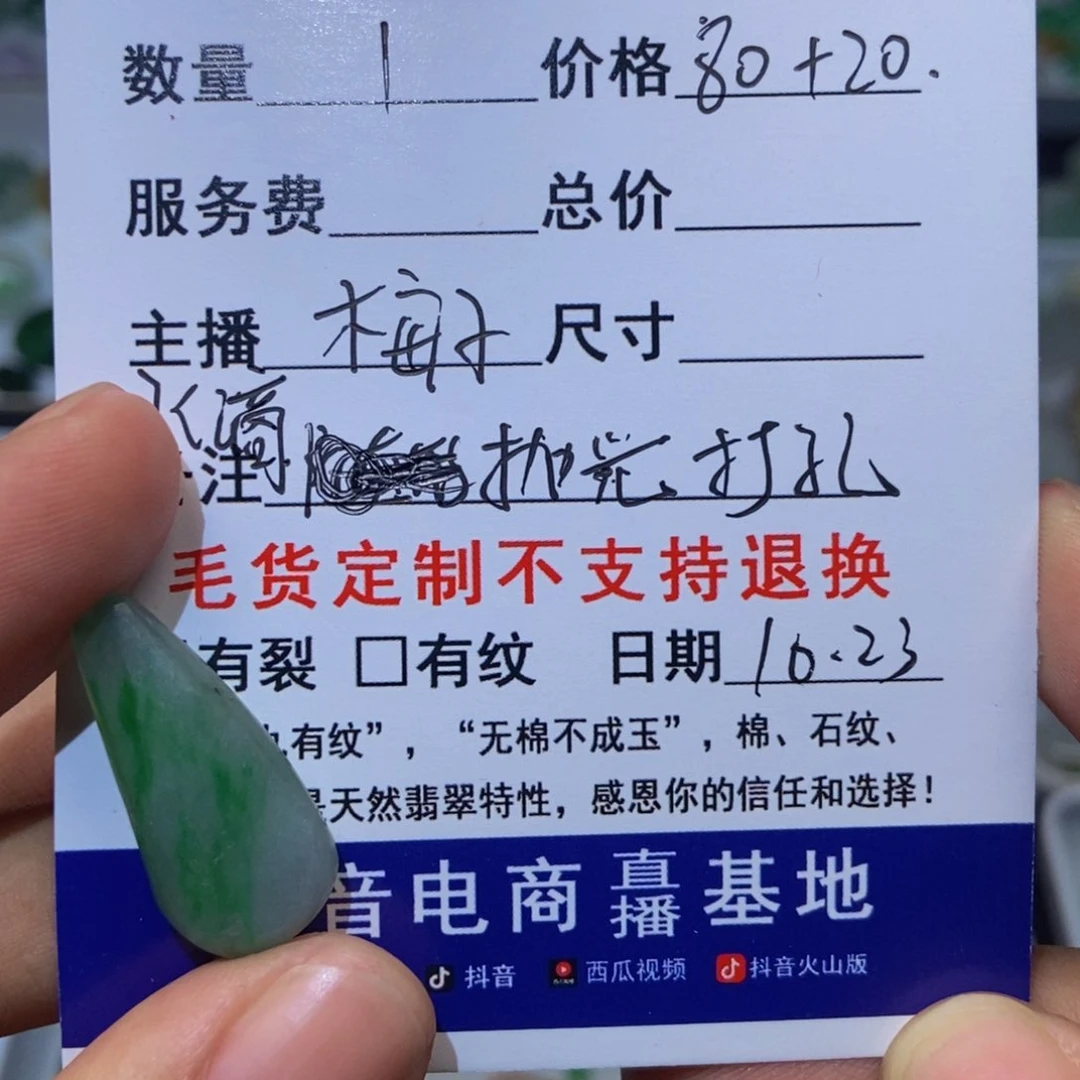 数量 1 价格 80+20.
服务费 总价
主播 梅子 尺寸
水滴
注 抛光 打孔
毛货定制不支持退换
有裂 □有纹 日期 10.23
有纹”，“无棉不成玉”，棉、石纹、
是天然翡翠特性，感恩你的信任和选择！
音电商直播基地
抖音 西瓜视频 抖音火山版